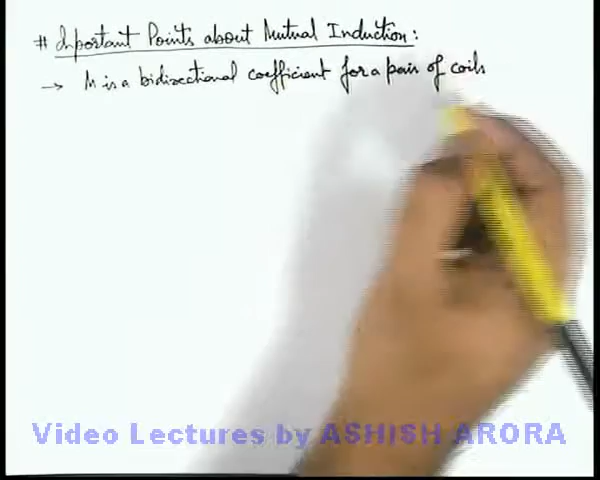 # Important Points about Mutual Induction :
→ M is a bidirectional coefficient for a pair of coils
Video Lectures by ASHISH ARORA